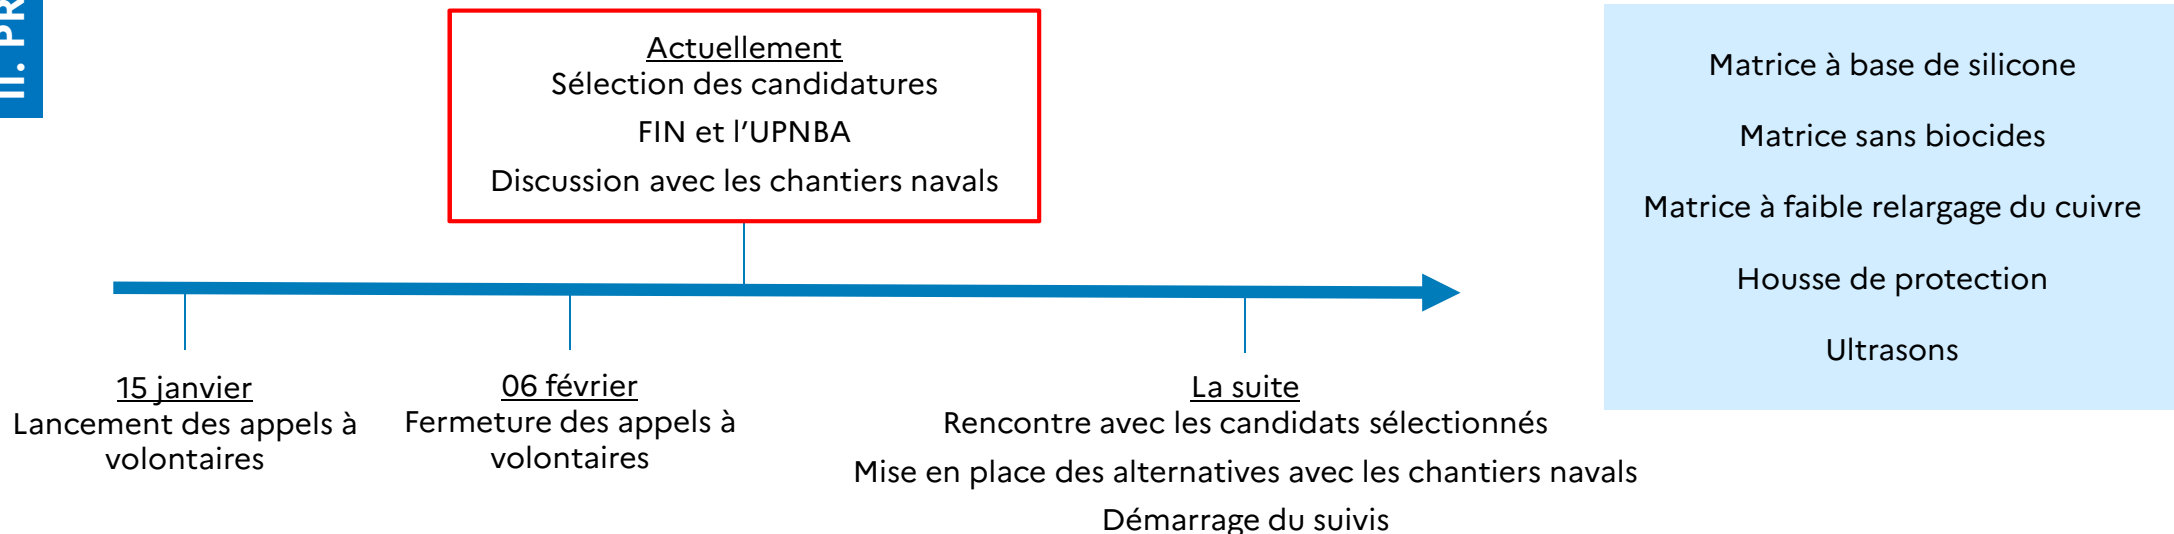 II. PR
Actuellement
Sélection des candidatures
FIN et l'UPNBA
Discussion avec les chantiers navals
15 janvier
Lancement des appels à
volontaires
06 février
Fermeture des appels à
volontaires
La suite
Rencontre avec les candidats sélectionnés
Mise en place des alternatives avec les chantiers navals
Démarrage du suivis
Matrice à base de silicone
Matrice sans biocides
Matrice à faible relargage du cuivre
Housse de protection
Ultrasons